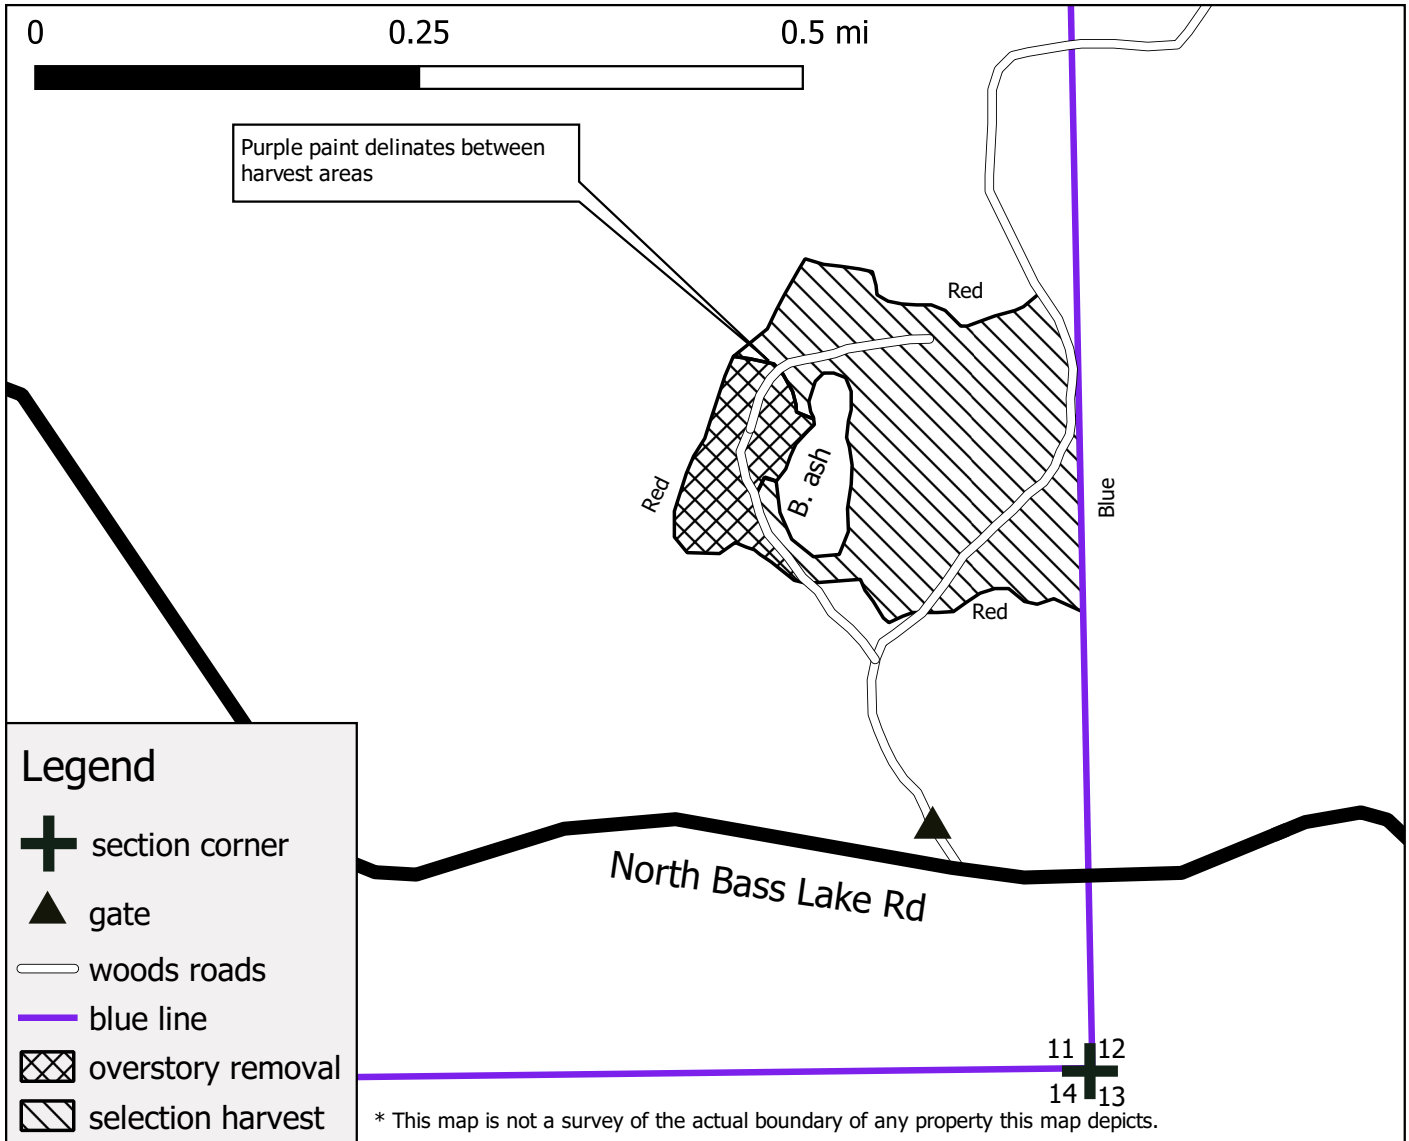 0 0.25 0.5 mi
Purple paint delinates between
harvest areas
Red
Red
B. ash
Blue
Red
North Bass Lake Rd
Legend
section corner
gate
woods roads
blue line
overstory removal
selection harvest
11 12
14 13
* This map is not a survey of the actual boundary of any property this map depicts.